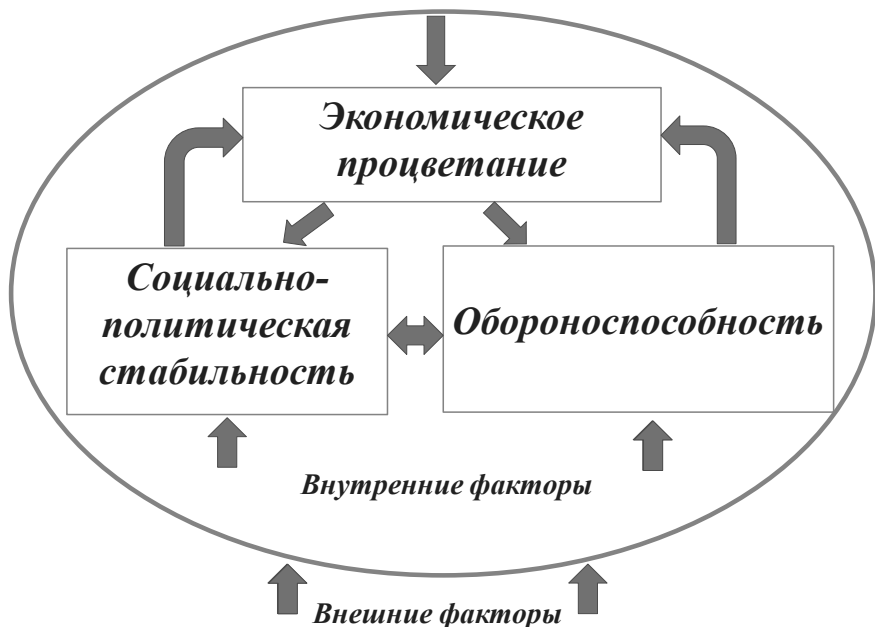 Экономическое
процветание
Социально-
политическая
стабильность
Обороноспособность
Внутренние факторы
Внешние факторы